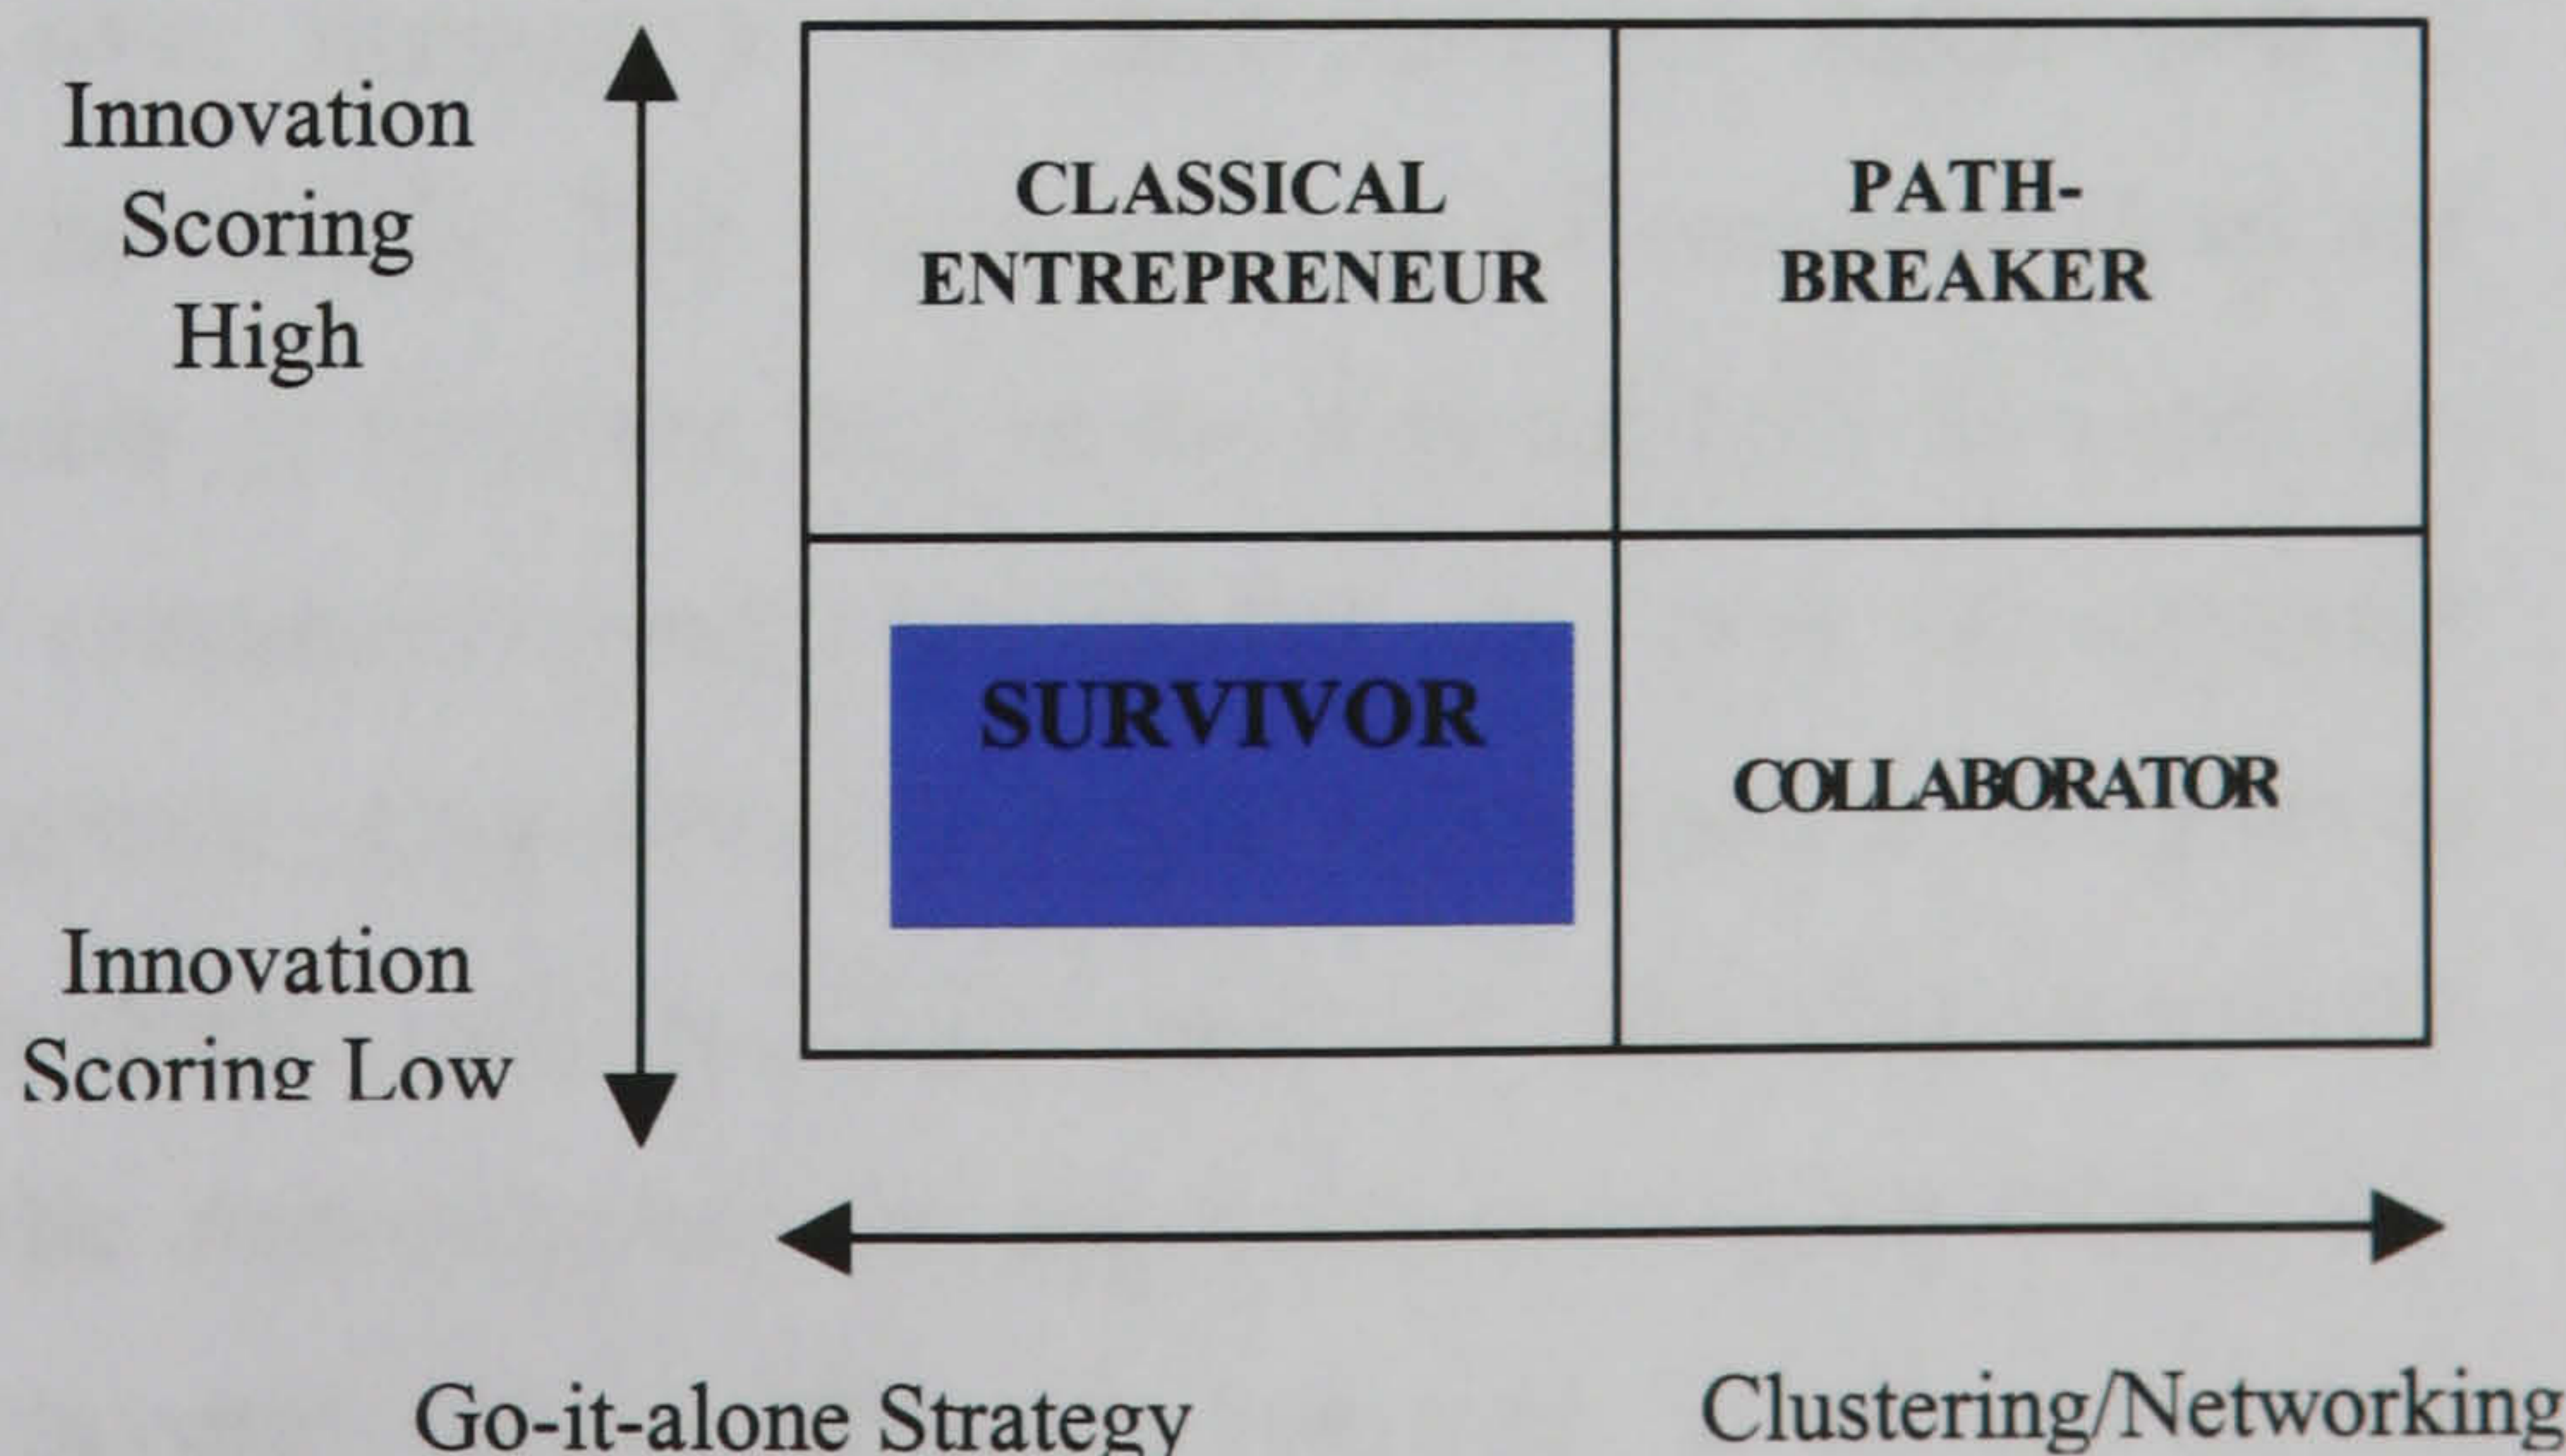 Innovation
Scoring
High
CLASSICAL
ENTREPRENEUR
PATH-
BREAKER
SURVIVOR
COLLABORATOR
Innovation
Scoring Low
Go-it-alone Strategy
Clustering/Networking